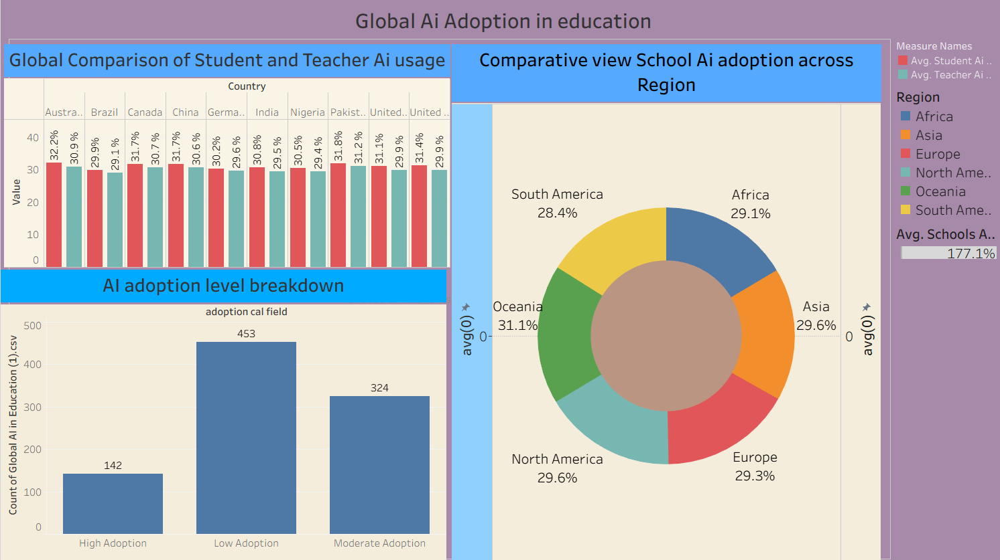 Global Ai Adoption in education
Global Comparison of Student and Teacher Ai usage
Country
Austra.. Brazil Canada China Germa.. India Nigeria Pakist.. United.. United ..
Value
40
30
20
10
0
32.2% 30.9 % 29.9% 29.1 % 31.7% 30.7 % 31.7% 30.6 % 30.2% 29.6 % 30.8% 29.5 % 30.5% 29.4 % 31.8% 31.2 % 31.1% 29.9 % 31.4% 29.9 %
AI adoption level breakdown
adoption cal field
Count of Global AI in Education (1).csv
500
400
300
200
100
0
142
453
324
High Adoption Low Adoption Moderate Adoption
Comparative view School Ai adoption across
Region
avg(0)
0
South America
28.4%
Africa
29.1%
Oceania
31.1%
Asia
29.6%
North America
29.6%
Europe
29.3%
0
avg(0)
Measure Names
Avg. Student Ai ..
Avg. Teacher Ai ..
Region
Africa
Asia
Europe
North Ame..
Oceania
South Ame..
Avg. Schools A..
177.1%